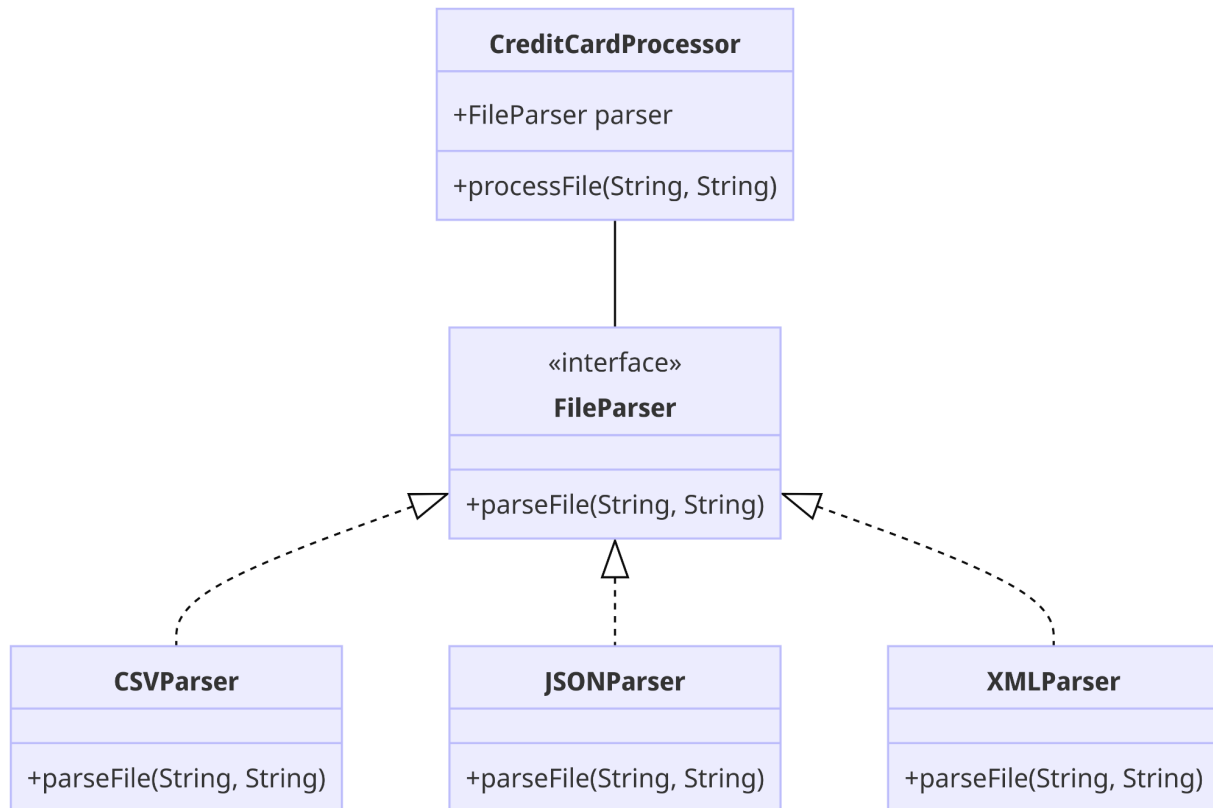 CreditCardProcessor
+FileParser parser
+processFile(String, String)
«interface»
FileParser
+parseFile(String, String)
CSVParser
+parseFile(String, String)
JSONParser
+parseFile(String, String)
XMLParser
+parseFile(String, String)